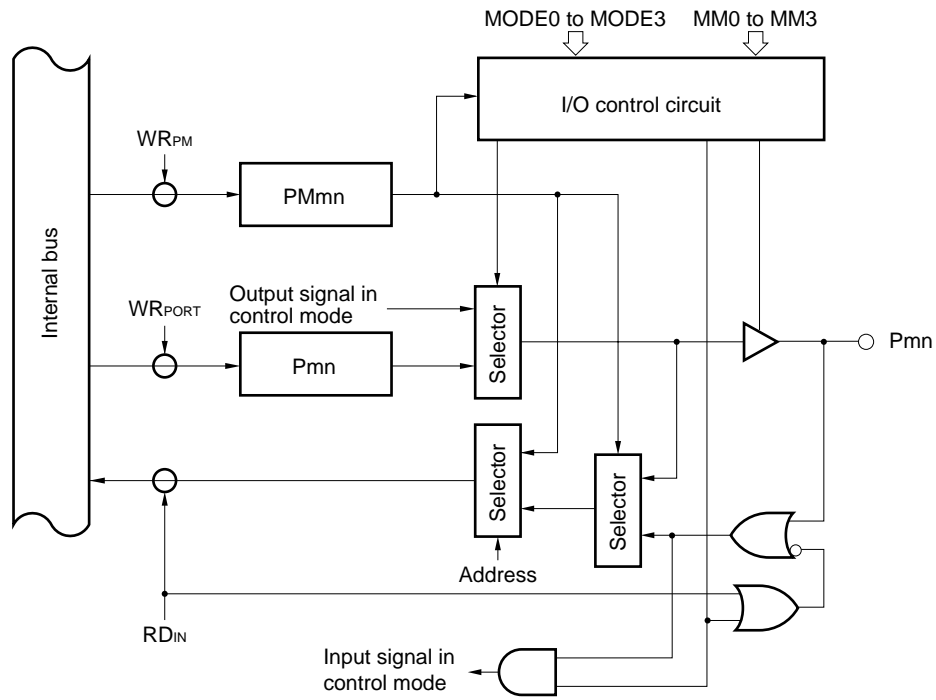 MODE0 to MODE3
MM0 to MM3
I/O control circuit
WRPM
PMmn
Internal bus
Output signal in
control mode
WRPORT
Pmn
Selector
Pmn
Selector
Selector
Address
RDIN
Input signal in
control mode